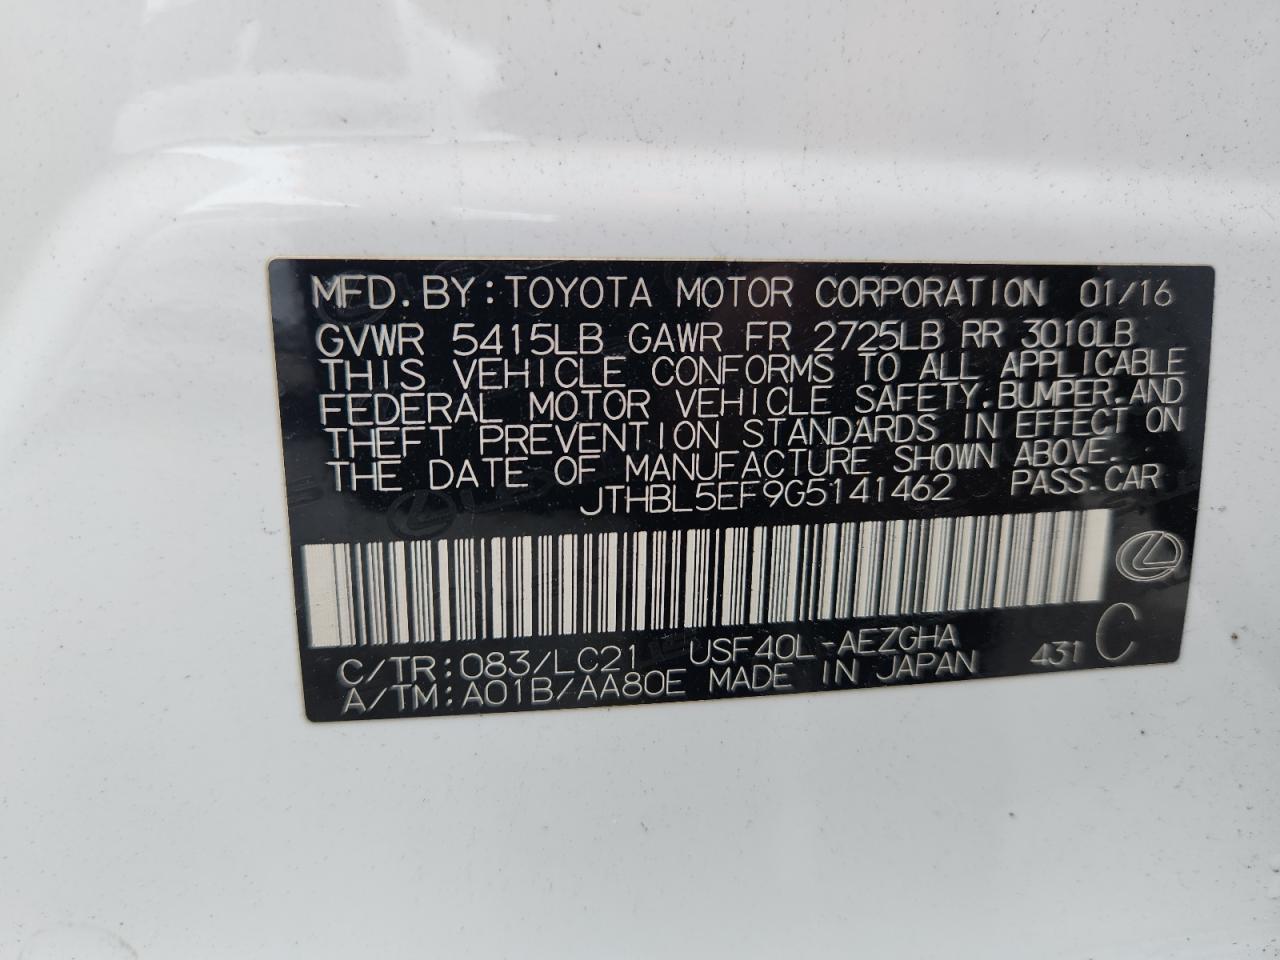 MFD. BY: TOYOTA MOTOR CORPORATION 01/16
GVWR 5415LB GAWR FR 2725LB RR 3010LB
THIS VEHICLE CONFORMS TO ALL APPLICABLE
FEDERAL MOTOR VEHICLE SAFETY, BUMPER, AND
THEFT PREVENTION STANDARDS IN EFFECT ON
THE DATE OF MANUFACTURE SHOWN ABOVE.
JTHBL5EF9G5141462 PASS. CAR
C/TR: 083/LC21 USF40L-AEZGHA
A/TM: A01B/AA80E MADE IN JAPAN 431 C